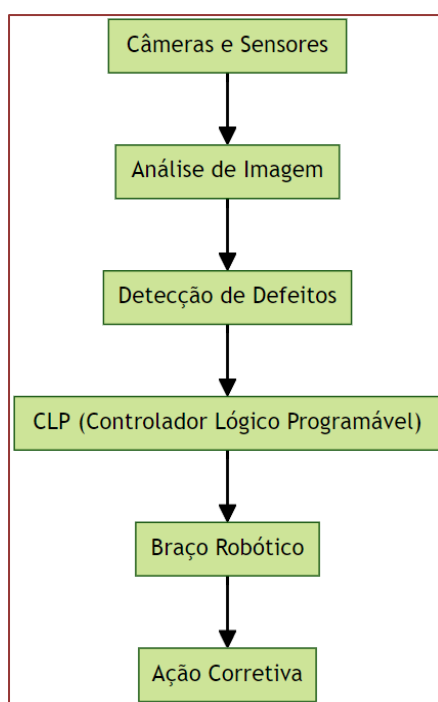 Câmeras e Sensores
Análise de Imagem
Detecção de Defeitos
CLP (Controlador Lógico Programável)
Braço Robótico
Ação Corretiva